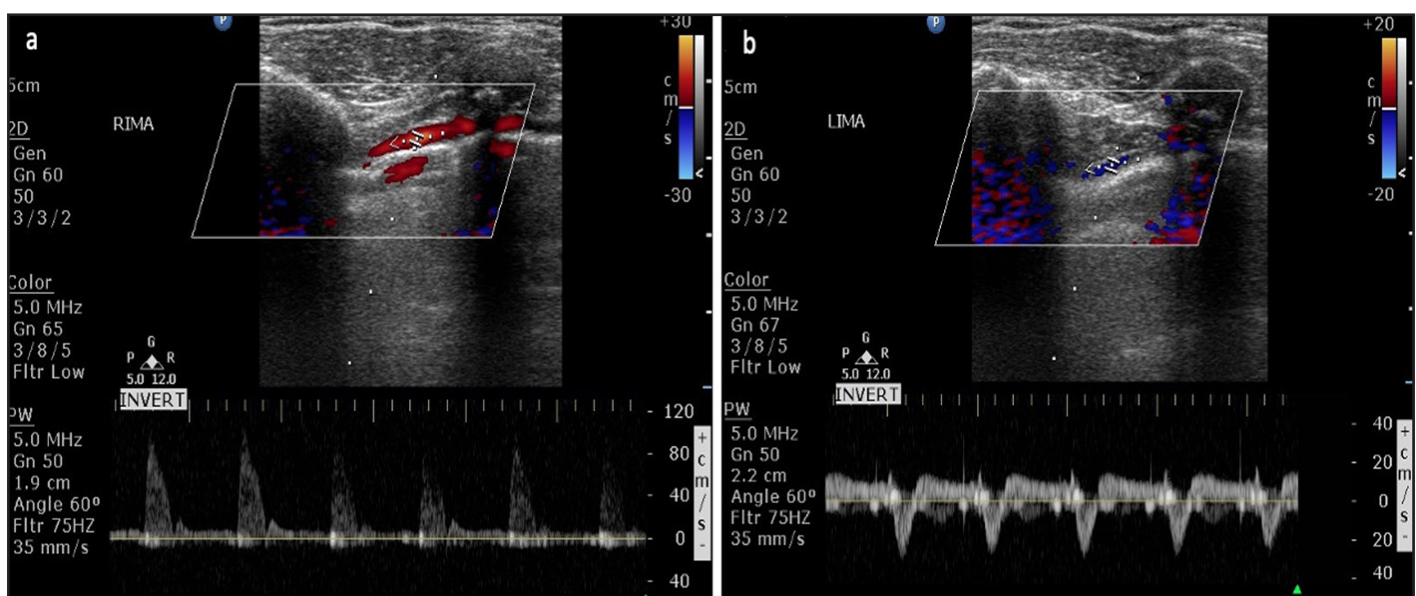 a
P
+30
cm/s
-30
5cm
RIMA
2D
Gen
Gn 60
50
3/3/2
Color
5.0 MHz
Gn 65
3/8/5
Fltr Low
G
P R
5.0 12.0
INVERT
PW
5.0 MHz
Gn 50
1.9 cm
Angle 60º
Fltr 75HZ
35 mm/s
- 120
- 80
- 40
- 0
- 40
+cm/s-
b
P
+20
cm/s
-20
5cm
LIMA
2D
Gen
Gn 60
50
3/3/2
Color
5.0 MHz
Gn 67
3/8/5
Fltr Low
G
P R
5.0 12.0
INVERT
PW
5.0 MHz
Gn 50
2.2 cm
Angle 60º
Fltr 75HZ
35 mm/s
- 40
- 20
- 0
- 20
- 40
+cm/s-